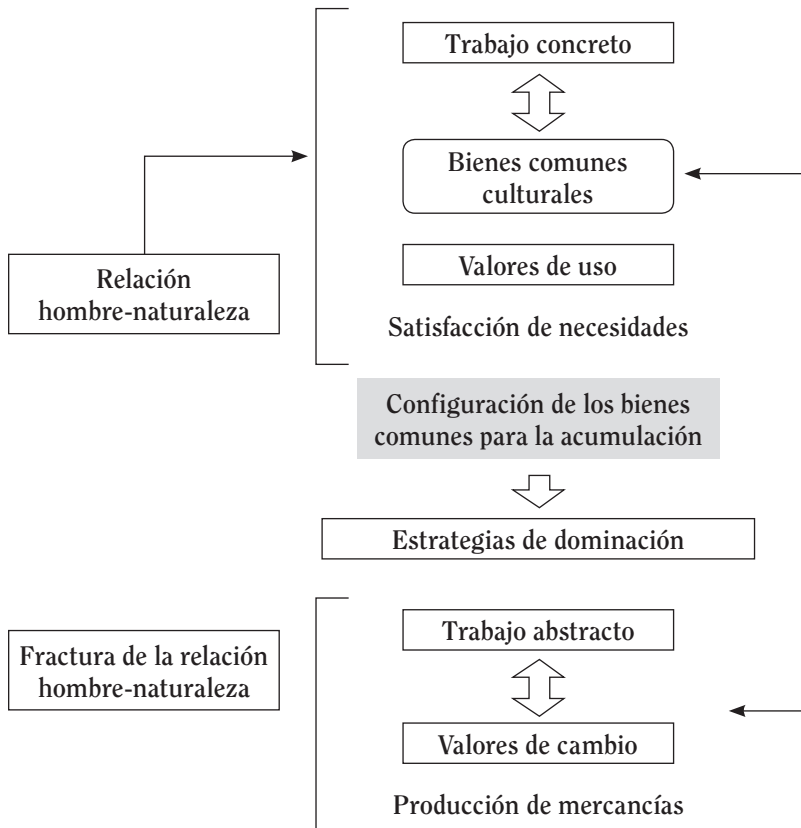 Trabajo concreto
Bienes comunes
culturales
Relación
hombre-naturaleza
Valores de uso
Satisfacción de necesidades
Configuración de los bienes
comunes para la acumulación
Estrategias de dominación
Fractura de la relación
hombre-naturaleza
Trabajo abstracto
Valores de cambio
Producción de mercancías